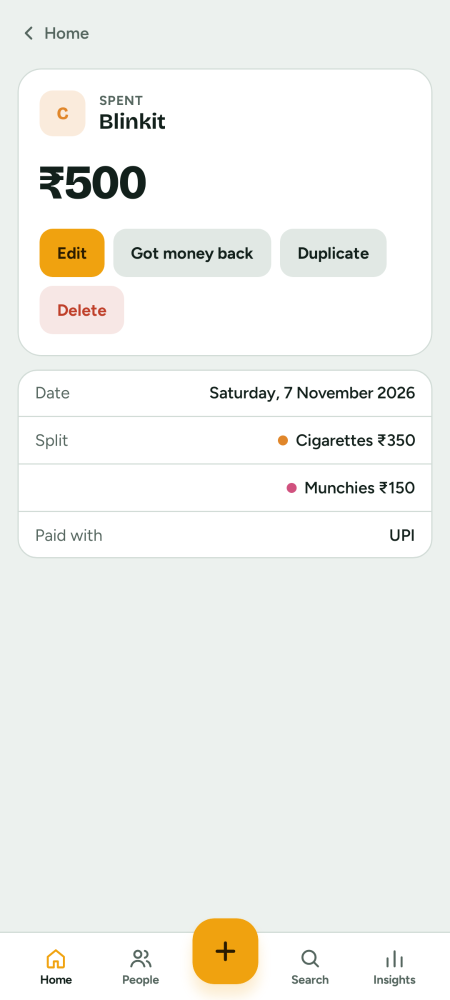 Home
C
SPENT
Blinkit
₹500
Edit
Got money back
Duplicate
Delete
Date
Saturday, 7 November 2026
Split
Cigarettes ₹350
Munchies ₹150
Paid with
UPI
Home
People
+
Search
Insights